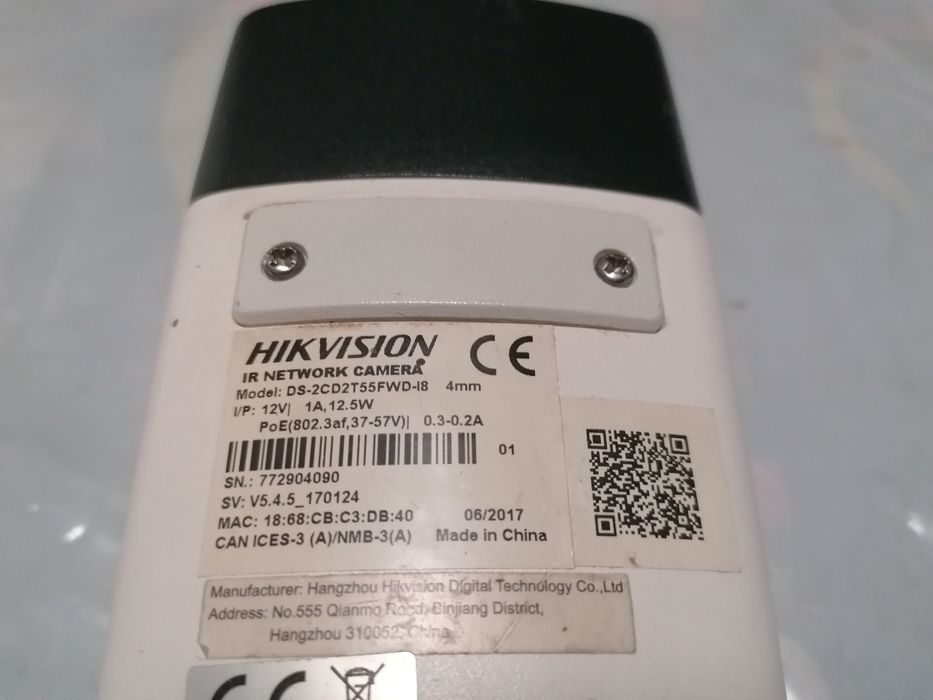 HIKVISION CE
IR NETWORK CAMERA
Model: DS-2CD2T55FWD-I8 4mm
I/P: 12V| 1A,12.5W
PoE(802.3af,37-57V)| 0.3-0.2A
01
SN.: 772904090
SV: V5.4.5_170124
MAC: 18:68:CB:C3:DB:40 06/2017
CAN ICES-3 (A)/NMB-3(A) Made in China
Manufacturer: Hangzhou Hikvision Digital Technology Co.,Ltd
Address: No.555 Qianmo Road, Binjiang District,
Hangzhou 310052, China
CE